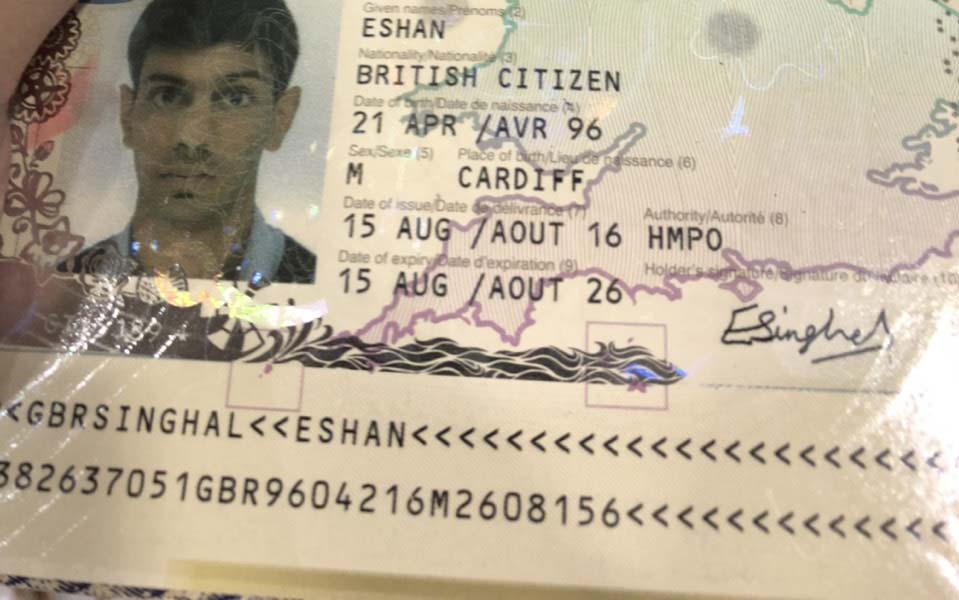 Given names/Prénoms (2)
ESHAN
Nationality/Nationalité (3)
BRITISH CITIZEN
Date of birth/Date de naissance (4)
21 APR /AVR 96
Sex/Sexe (5) Place of birth/Lieu de naissance (6)
M CARDIFF
Date of issue/Date de délivrance (7) Authority/Autorité (8)
15 AUG /AOUT 16 HMPO
Date of expiry/Date d'expiration (9) Holder's signature/Signature du titulaire (10)
15 AUG /AOUT 26
ESinghal
<<GBRSINGHAL<<ESHAN<<<<<<<<<<<<<<<<<<<<<<
382637051GBR9604216M2608156<<<<<<<<<<<<<<